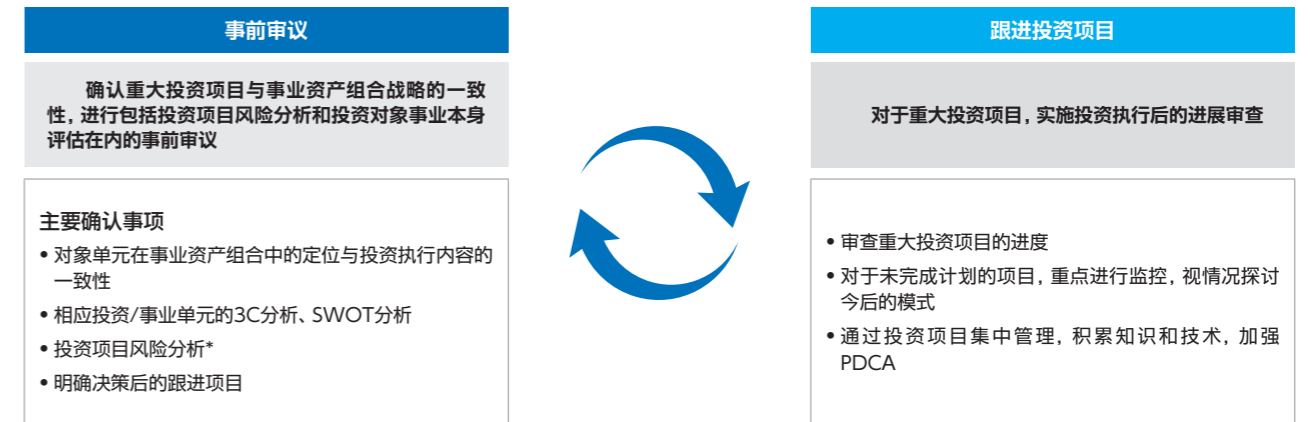 事前审议
确认重大投资项目与事业资产组合战略的一致
性，进行包括投资项目风险分析和投资对象事业本身
评估在内的事前审议
主要确认事项
• 对象单元在事业资产组合中的定位与投资执行内容的
一致性
• 相应投资/事业单元的3C分析、SWOT分析
• 投资项目风险分析*
• 明确决策后的跟进项目
跟进投资项目
对于重大投资项目，实施投资执行后的进展审查
• 审查重大投资项目的进度
• 对于未完成计划的项目，重点进行监控，视情况探讨
今后的模式
• 通过投资项目集中管理，积累知识和技术，加强
PDCA